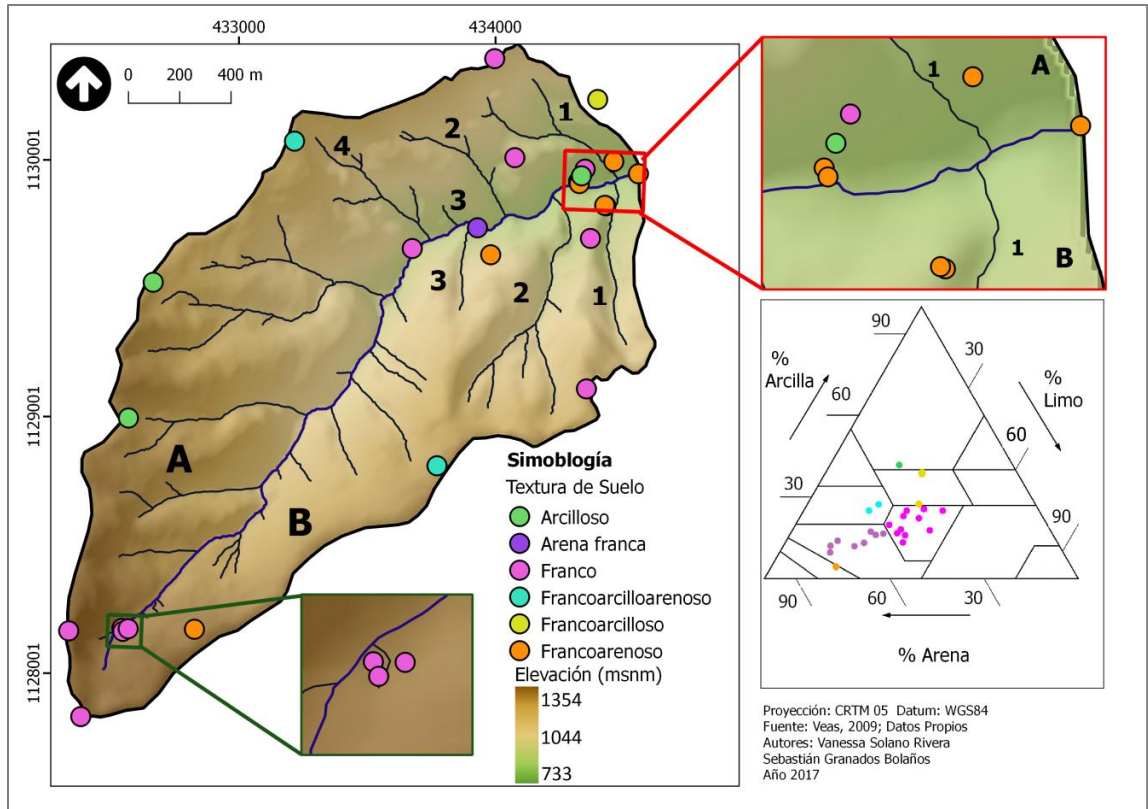 433000
434000
0 200 400 m
1130001
1129001
1128001
1
2
4
3
3
2
1
A
B
1
A
1
B
Simboblogía
Textura de Suelo
Arcilloso
Arena franca
Franco
Francoarcilloarenoso
Francoarcilloso
Francoarenoso
Elevación (msnm)
1354
1044
733
90
30
%
Arcilla
%
Limo
60
60
30
90
90
60
30
% Arena
Proyección: CRTM 05 Datum: WGS84
Fuente: Veas, 2009; Datos Propios
Autores: Vanessa Solano Rivera
Sebastián Granados Bolaños
Año 2017